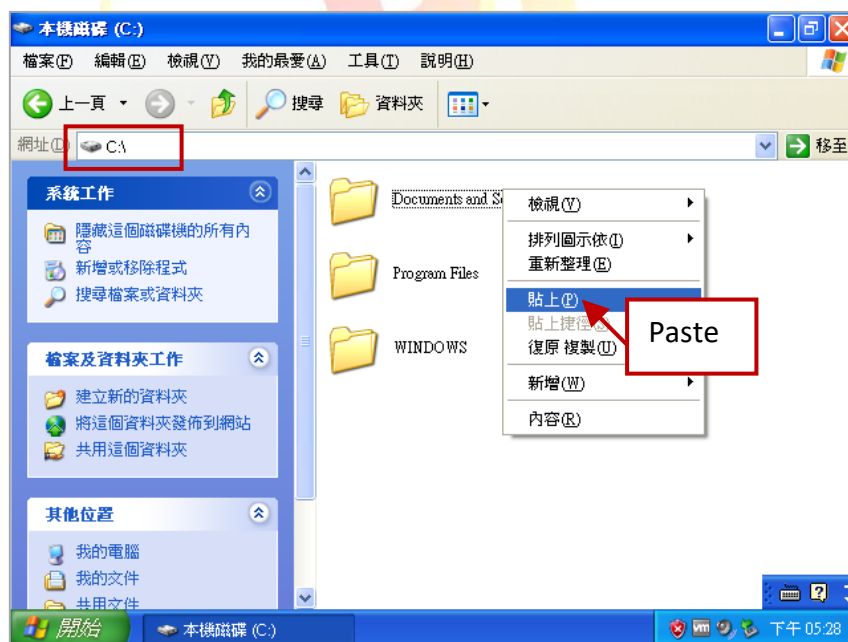 本機磁碟 (C:)
檔案(F) 編輯(E) 檢視(V) 我的最愛(A) 工具(T) 說明(H)
上一頁 搜尋 資料夾
網址(D) C:\ 移至
系統工作
隱藏這個磁碟機的所有內
容
新增或移除程式
搜尋檔案或資料夾
檔案及資料夾工作
建立新的資料夾
將這個資料夾發佈到網站
共用這個資料夾
其他位置
我的電腦
我的文件
共用文件
Documents and S
Program Files
WINDOWS
檢視(V)
排列圖示依(I)
重新整理(E)
貼上(P)
貼上捷徑
復原 複製(U)
新增(W)
內容(R)
Paste
開始 本機磁碟 (C:) 下午 05:28